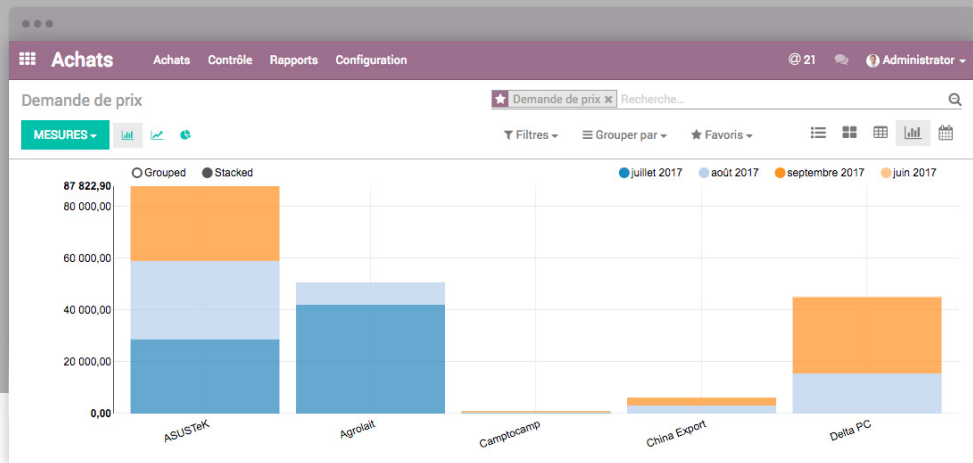 Achats Achats Contrôle Rapports Configuration @ 21 Administrator
Demande de prix Demande de prix × Recherche...
MESURES Filtres Grouper par Favoris
Grouped Stacked juillet 2017 août 2017 septembre 2017 juin 2017
87 822,90
80 000,00
60 000,00
40 000,00
20 000,00
0,00
ASUSTeK Agrolait Camptocamp China Export Delta PC